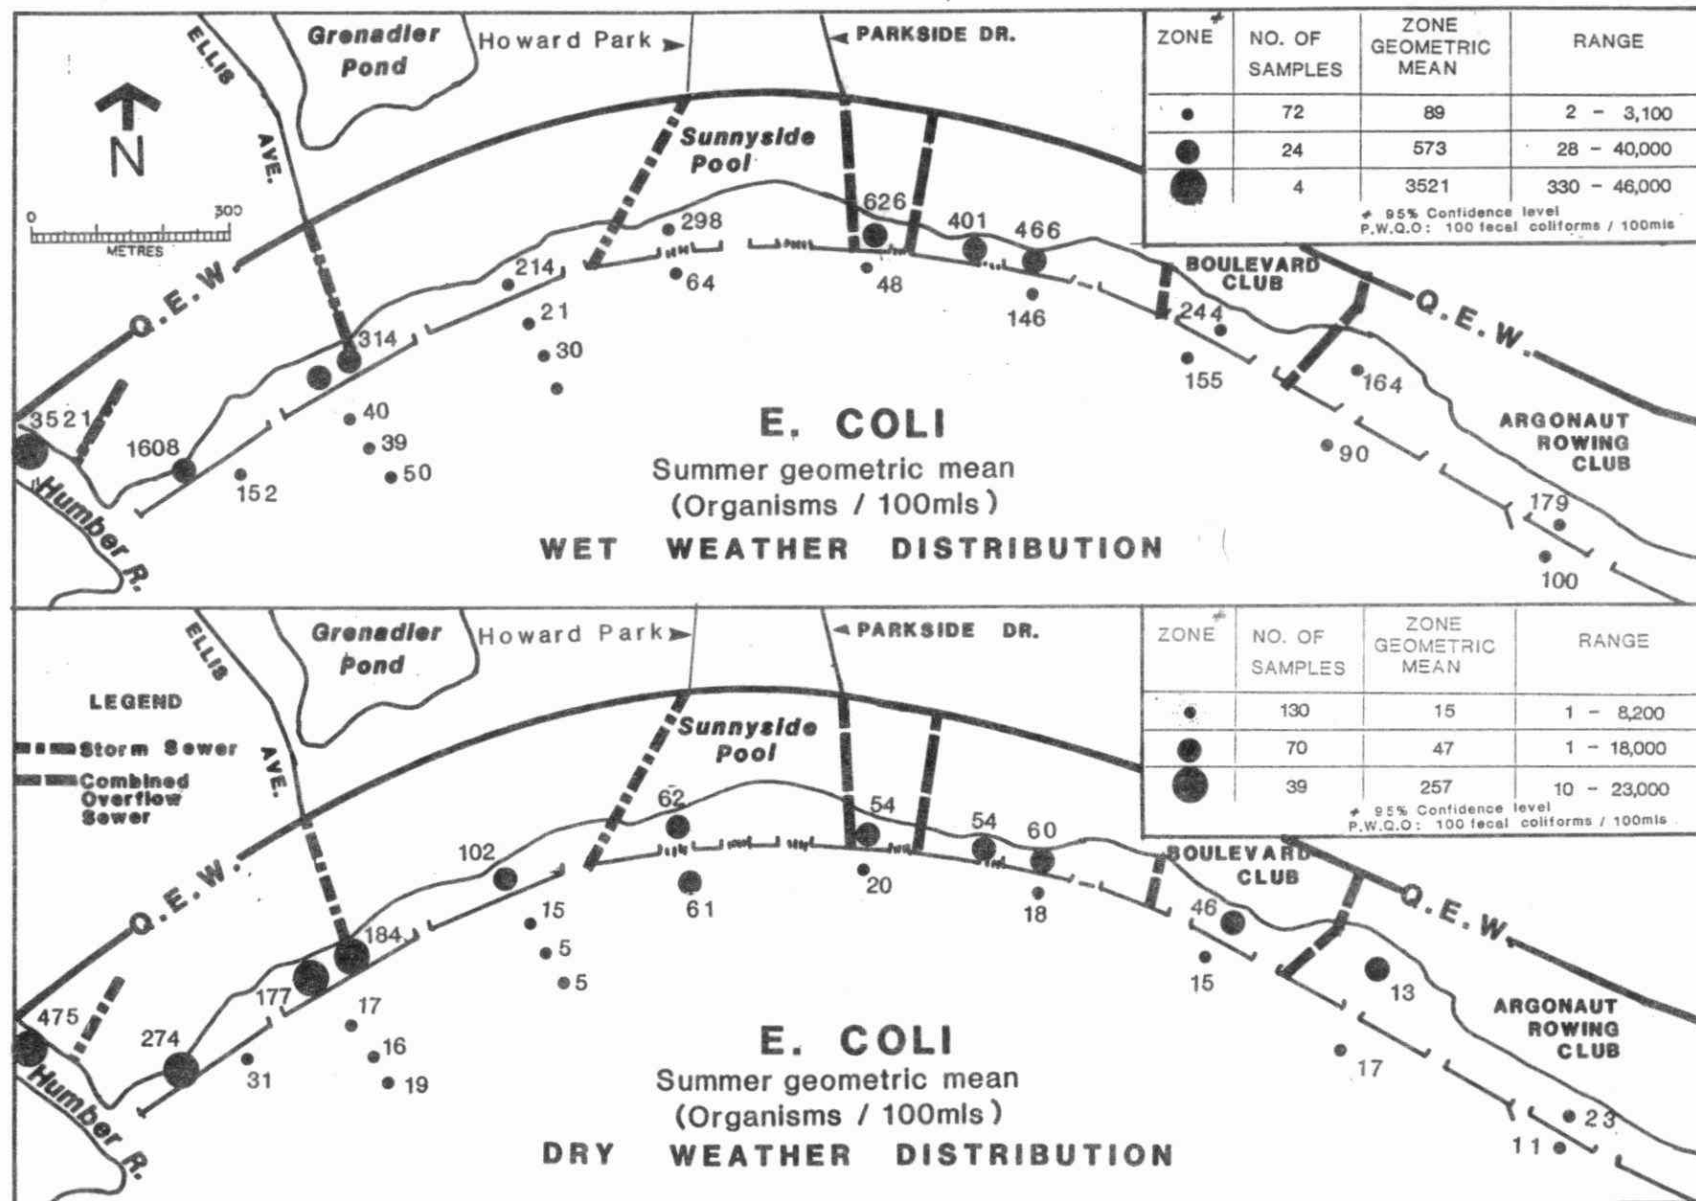 ELLIS
AVE.
Grenadier
Pond
Howard Park
PARKSIDE DR.
N
0 300
METRES
Sunnyside
Pool
Q.E.W
298
626
401
466
214
64
48
146
BOULEVARD
CLUB
Q.E.W.
244
21
314
30
155
164
3521
1608
40
39
50
152
90
ARGONAUT
ROWING
CLUB
179
100
Humber R.
E. COLI
Summer geometric mean
(Organisms / 100mls)
WET WEATHER DISTRIBUTION
ZONE * NO. OF SAMPLES ZONE GEOMETRIC MEAN RANGE
72 89 2 - 3,100
24 573 28 - 40,000
4 3521 330 - 46,000
* 95% Confidence level
P.W.Q.O: 100 fecal coliforms / 100mls
ELLIS
AVE.
Grenadier
Pond
Howard Park
PARKSIDE DR.
LEGEND
Storm Sewer
Combined
Overflow
Sewer
Sunnyside
Pool
Q.E.W.
62
54
54
60
102
61
20
18
BOULEVARD
CLUB
Q.E.W.
46
15
184
5
5
15
13
177
17
475
274
16
19
31
17
ARGONAUT
ROWING
CLUB
23
11
Humber R.
E. COLI
Summer geometric mean
(Organisms / 100mls)
DRY WEATHER DISTRIBUTION
ZONE * NO. OF SAMPLES ZONE GEOMETRIC MEAN RANGE
130 15 1 - 8,200
70 47 1 - 18,000
39 257 10 - 23,000
* 95% Confidence level
P.W.Q.O: 100 fecal coliforms / 100mls